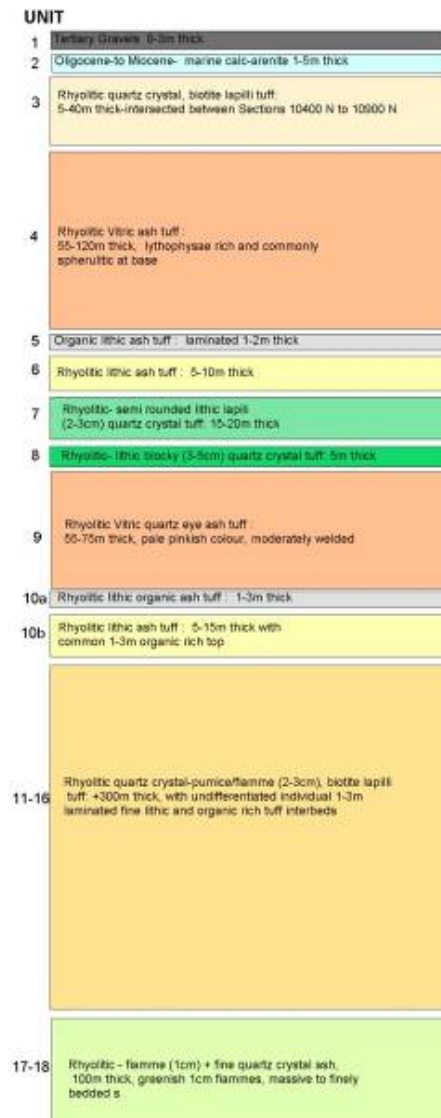 UNIT
1 Tertiary Gravels 0-3m thick
2 Oligocene-to Miocene- marine calc-arenite 1-5m thick
3 Rhyolitic quartz crystal, biotite lapilli tuff:
5-40m thick-intersected between Sections 10400 N to 10900 N
4 Rhyolitic Vitric ash tuff :
55-120m thick, lythophysae rich and commonly
spherulitic at base
5 Organic lithic ash tuff : laminated 1-2m thick
6 Rhyolitic lithic ash tuff : 5-10m thick
7 Rhyolitic- semi rounded lithic lapili
(2-3cm) quartz crystal tuff: 15-20m thick
8 Rhyolitic- lithic blocky (3-5cm) quartz crystal tuff: 5m thick
9 Rhyolitic Vitric quartz eye ash tuff :
55-75m thick, pale pinkish colour, moderately welded
10a Rhyolitic lithic organic ash tuff : 1-3m thick
10b Rhyolitic lithic ash tuff : 5-15m thick with
common 1-3m organic rich top
11-16 Rhyolitic quartz crystal-pumice/fiamme (2-3cm), biotite lapilli
tuff: +300m thick, with undifferentiated individual 1-3m
laminated fine lithic and organic rich tuff interbeds
17-18 Rhyolitic - fiamme (1cm) + fine quartz crystal ash,
100m thick, greenish 1cm fiammes, massive to finely
bedded s